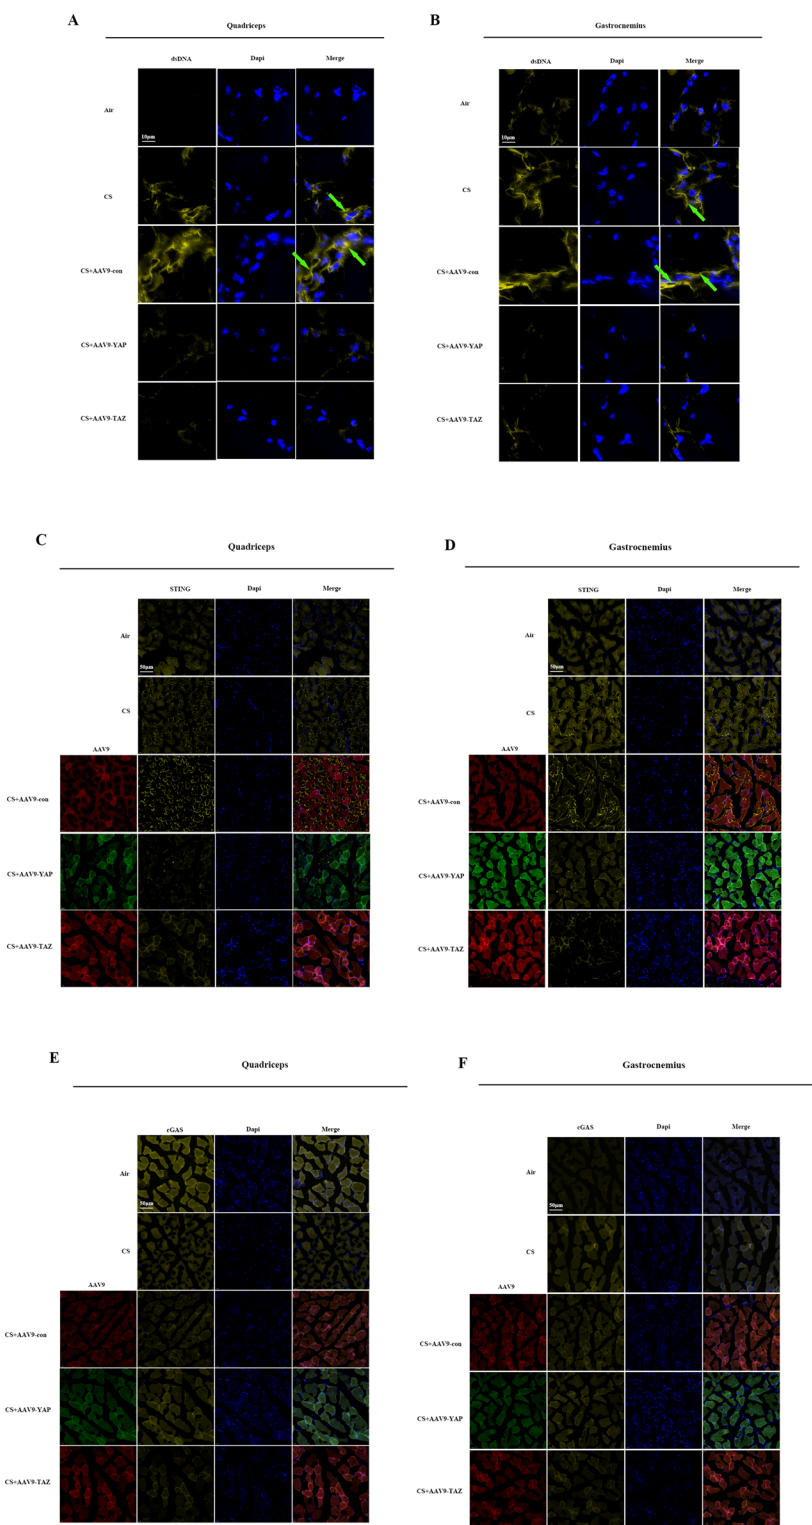 A
Quadriceps
dsDNA Dapi Merge
Air
10μm
CS
CS+AAV9-con
CS+AAV9-YAP
CS+AAV9-TAZ
B
Gastrocnemius
dsDNA Dapi Merge
Air
10μm
CS
CS+AAV9-con
CS+AAV9-YAP
CS+AAV9-TAZ
C
Quadriceps
STING Dapi Merge
Air
50μm
CS
AAV9
CS+AAV9-con
CS+AAV9-YAP
CS+AAV9-TAZ
D
Gastrocnemius
STING Dapi Merge
Air
50μm
CS
AAV9
CS+AAV9-con
CS+AAV9-YAP
CS+AAV9-TAZ
E
Quadriceps
cGAS Dapi Merge
Air
50μm
CS
AAV9
CS+AAV9-con
CS+AAV9-YAP
CS+AAV9-TAZ
F
Gastrocnemius
cGAS Dapi Merge
Air
50μm
CS
AAV9
CS+AAV9-con
CS+AAV9-YAP
CS+AAV9-TAZ